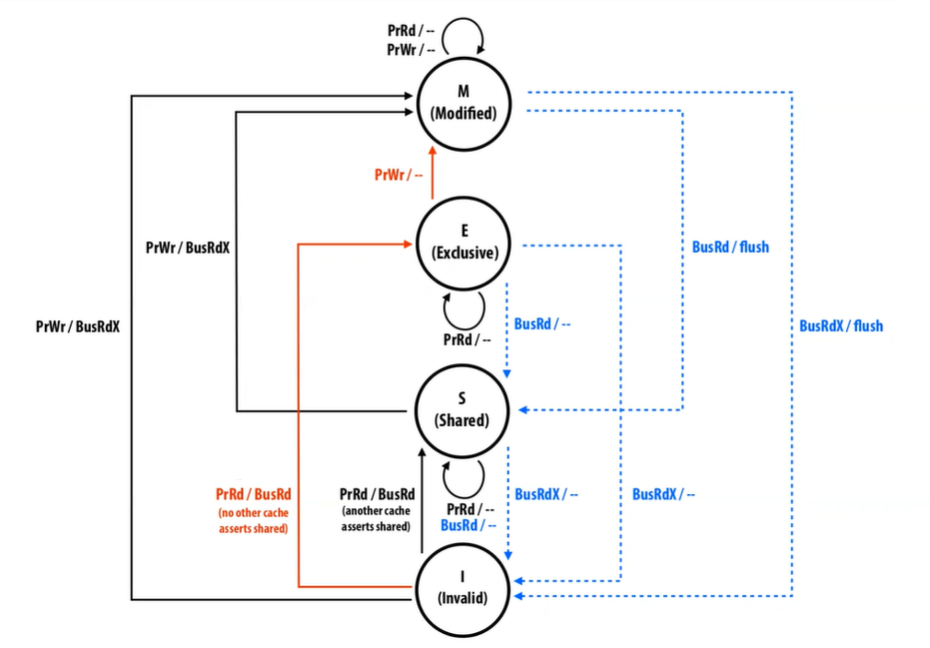 PrRd / --
PrWr / --
M
(Modified)
PrWr / --
E
(Exclusive)
PrWr / BusRdX
BusRd / flush
PrWr / BusRdX
BusRd / --
BusRdX / flush
PrRd / --
S
(Shared)
PrRd / BusRd
(no other cache
asserts shared)
PrRd / BusRd
(another cache
asserts shared)
PrRd / --
BusRd / --
BusRdX / --
BusRdX / --
I
(Invalid)